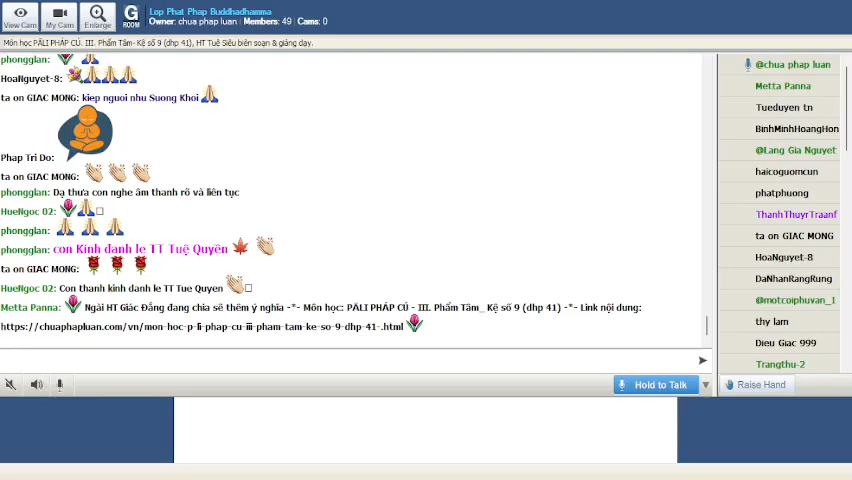 Lop Phat Phap Buddhadhamma
Owner: chua phap luan : Members: 49 : Cams: 0
View Cam
My Cam
Enlarge
G
ROOM
Môn học PĀLI PHÁP CÚ. III. Phẩm Tâm- Kệ số 9 (dhp 41), HT Tuệ Siêu biên soạn & giảng dạy.
phongglan:
HoaNguyet-8:
ta on GIAC MONG: kiep nguoi nhu Suong Khoi
Phap Tri Do:
ta on GIAC MONG:
phongglan: Dạ thưa con nghe âm thanh rõ và liên tục
HueNgoc 02:
phongglan:
phongglan: con Kính đảnh lễ TT Tuệ Quyền
ta on GIAC MONG:
HueNgoc 02: Con thanh kinh danh le TT Tue Quyen
Metta Panna: Ngài HT Giác Đẳng đang chia sẽ thêm ý nghĩa -*- Môn học: PĀLI PHÁP CÚ - III. Phẩm Tâm_ Kệ số 9 (dhp 41) -*- Link nội dung:
https://chuaphapluan.com/vn/mon-hoc-p-li-phap-cu-iii-pham-tam-ke-so-9-dhp-41-.html
Hold to Talk
@chua phap luan
Metta Panna
Tueduyen tn
BinhMinhHoangHon
@Lang Gia Nguyet
haicoguomcun
phatphuong
ThanhThuyrTraanf
ta on GIAC MONG
HoaNguyet-8
DaNhanRangRung
@motcoiphuvan_1
thy lam
Dieu Giac 999
Trangthu-2
Raise Hand